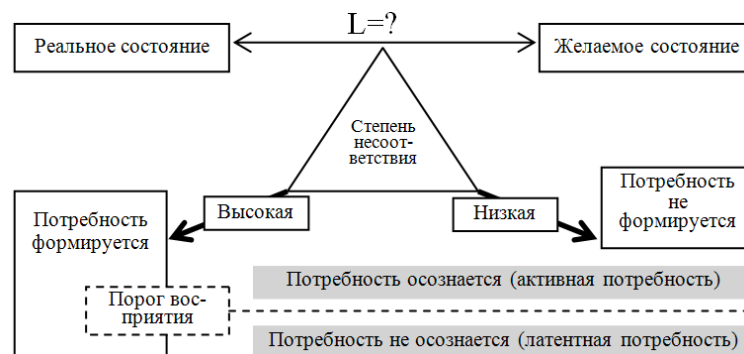 L=?
Реальное состояние
Желаемое состояние
Степень
несоот-
ветствия
Высокая
Низкая
Потребность
формируется
Потребность
не
формируется
Порог вос-
приятия
Потребность осознается (активная потребность)
Потребность не осознается (латентная потребность)